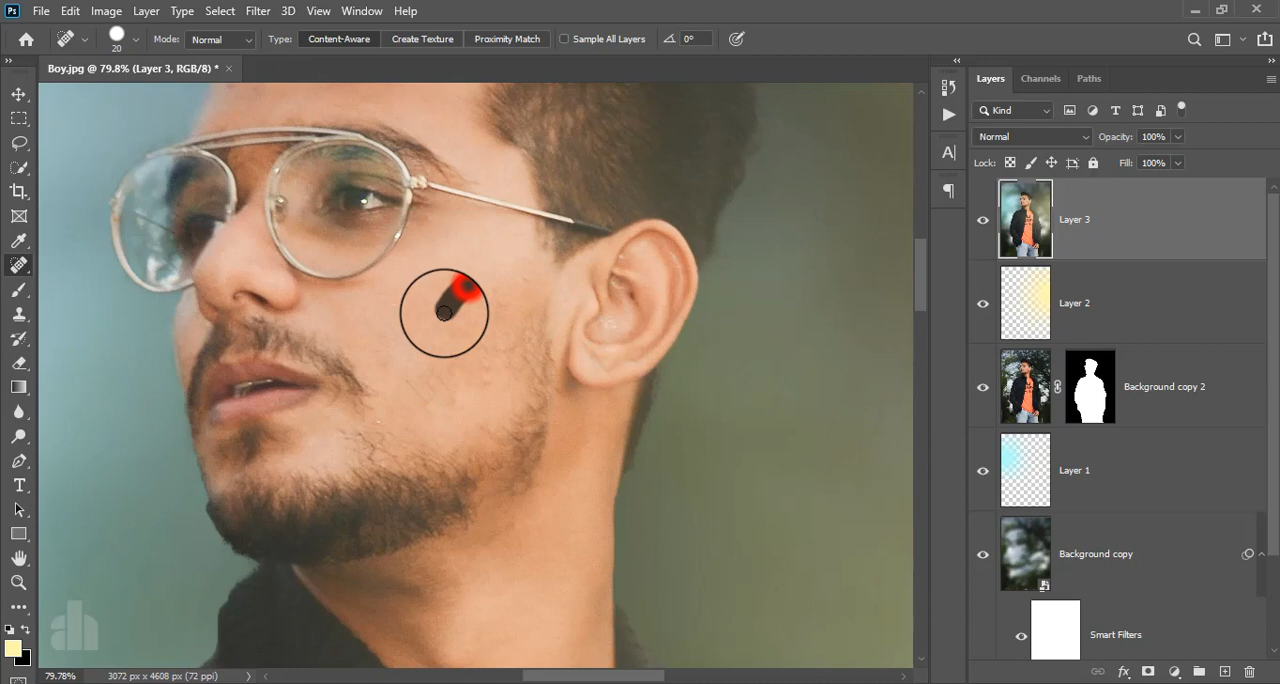 Ps File Edit Image Layer Type Select Filter 3D View Window Help
20 Mode: Normal Type: Content-Aware Create Texture Proximity Match Sample All Layers 0°
Boy.jpg @ 79.8% (Layer 3, RGB/8) * ×
Layers Channels Paths
Kind
Normal Opacity: 100%
Lock: Fill: 100%
Layer 3
Layer 2
Background copy 2
Layer 1
Background copy
Smart Filters
ah
79.78% 3072 px x 4608 px (72 ppi)